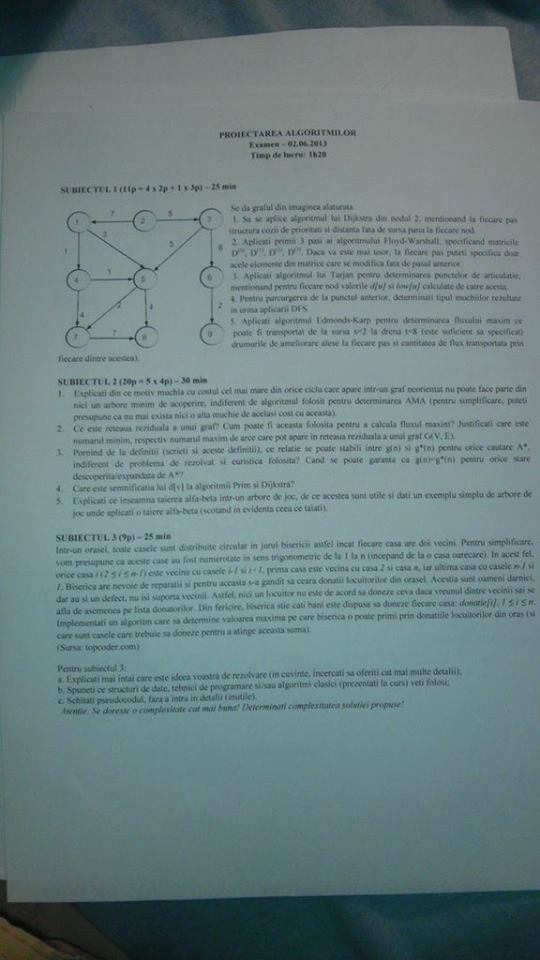 PROIECTAREA ALGORITMILOR
Examen – 02.06.2013
Timp de lucru: 1h20
SUBIECTUL 1 (11p = 4 x 2p + 1 x 3p) – 25 min
Se da graful din imaginea alaturata.
1. Sa se aplice algoritmul lui Dijkstra din nodul 2, mentionand la fiecare pas
structura cozii de prioritati si distanta fata de sursa pana la fiecare nod.
2. Aplicati primii 3 pasi ai algoritmului Floyd-Warshall, specificand matricile
D(0), D(1), D(2), D(3). Daca va este mai usor, la fiecare pas puteti specifica doar
acele elemente din matrice care se modifica fata de pasul anterior.
3. Aplicati algoritmul lui Tarjan pentru determinarea punctelor de articulatie,
mentionand pentru fiecare nod valorile d[u] si low[u] calculate de catre acesta.
4. Pentru parcurgerea de la punctul anterior, determinati tipul muchiilor rezultate
in urma aplicarii DFS.
5. Aplicati algoritmul Edmonds-Karp pentru determinarea fluxului maxim ce
poate fi transportat de la sursa s=2 la drena t=8 (este suficient sa specificati
drumurile de ameliorare alese la fiecare pas si cantitatea de flux transportata prin
fiecare dintre acestea).
7 5
1 2 3
3
1 5 6
1
4 5 6
4 2 4 2
7
7 8 9
SUBIECTUL 2 (20p = 5 x 4p) – 30 min
1. Explicati din ce motiv muchia cu costul cel mai mare din orice ciclu care apare intr-un graf neorientat nu poate face parte din
nici un arbore minim de acoperire, indiferent de algoritmul folosit pentru determinarea AMA (pentru simplificare, puteti
presupune ca nu mai exista nici o alta muchie de acelasi cost cu aceasta).
2. Ce este reteaua reziduala a unui graf? Cum poate fi aceasta folosita pentru a calcula fluxul maxim? Justificati care este
numarul minim, respectiv numarul maxim de arce care pot apare in reteaua reziduala a unui graf G(V, E).
3. Pornind de la definitii (scrieti si aceste definitii), ce relatie se poate stabili intre g(n) si g*(n) pentru orice cautare A*,
indiferent de problema de rezolvat si euristica folosita? Cand se poate garanta ca g(n)=g*(n) pentru orice stare
descoperita/expandata de A*?
4. Care este semnificatia lui d[v] la algoritmii Prim si Dijkstra?
5. Explicati ce inseamna taierea alfa-beta intr-un arbore de joc, de ce acestea sunt utile si dati un exemplu simplu de arbore de
joc unde aplicati o taiere alfa-beta (scotand in evidenta ceea ce taiati).
SUBIECTUL 3 (9p) – 25 min
Intr-un orasel, toate casele sunt distribuite circular in jurul bisericii astfel incat fiecare casa are doi vecini. Pentru simplificare,
vom presupune ca aceste case au fost numerotate in sens trigonometric de la 1 la n (incepand de la o casa oarecare). In acest fel,
orice casa i (2 ≤ i ≤ n-1) este vecina cu casele i-1 si i+1, prima casa este vecina cu casa 2 si casa n, iar ultima casa cu casele n-1 si
1. Biserica are nevoie de reparatii si pentru aceasta s-a gandit sa ceara donatii locuitorilor din orasel. Acestia sunt oameni darnici,
dar au si un defect, nu isi suporta vecinii. Astfel, nici un locuitor nu este de acord sa doneze ceva daca vreunul dintre vecinii sai se
afla de asemenea pe lista donatorilor. Din fericire, biserica stie cati bani este dispusa sa doneze fiecare casa: donatie[i], 1 ≤ i ≤ n.
Implementati un algoritm care sa determine valoarea maxima pe care biserica o poate primi prin donatiile locuitorilor din oras (si
care sunt casele care trebuie sa doneze pentru a atinge aceasta suma).
(Sursa: topcoder.com)
Pentru subiectul 3:
a. Explicati mai intai care este ideea voastra de rezolvare (in cuvinte, incercati sa oferiti cat mai multe detalii);
b. Spuneti ce structuri de date, tehnici de programare si/sau algoritmi clasici (prezentati la curs) veti folosi;
c. Schitati pseudocodul, fara a intra in detalii (inutile).
Atentie: Se doreste o complexitate cat mai buna! Determinati complexitatea solutiei propuse!